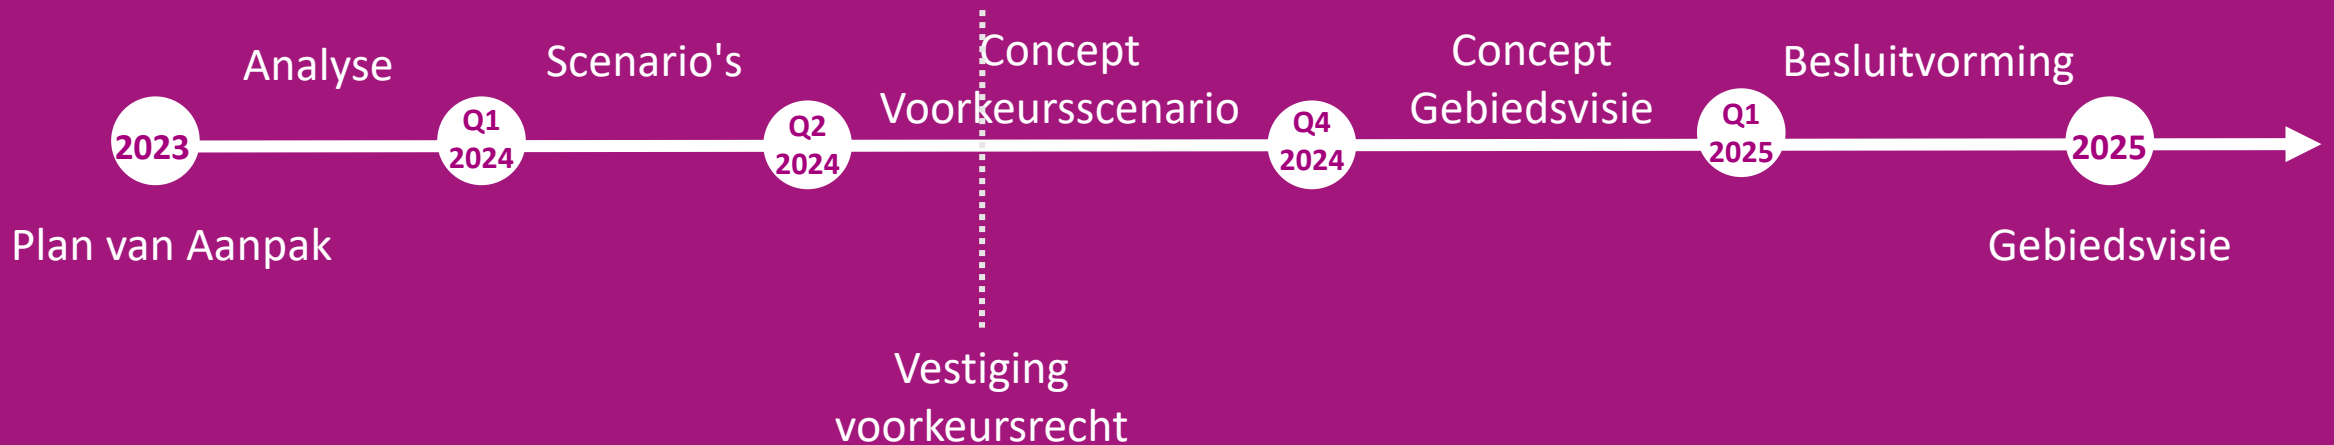 Analyse
Scenario's
Concept
Voorkeursscenario
Concept
Gebiedsvisie
Besluitvorming
2023
Q1
2024
Q2
2024
Q4
2024
Q1
2025
2025
Plan van Aanpak
Gebiedsvisie
Vestiging
voorkeursrecht